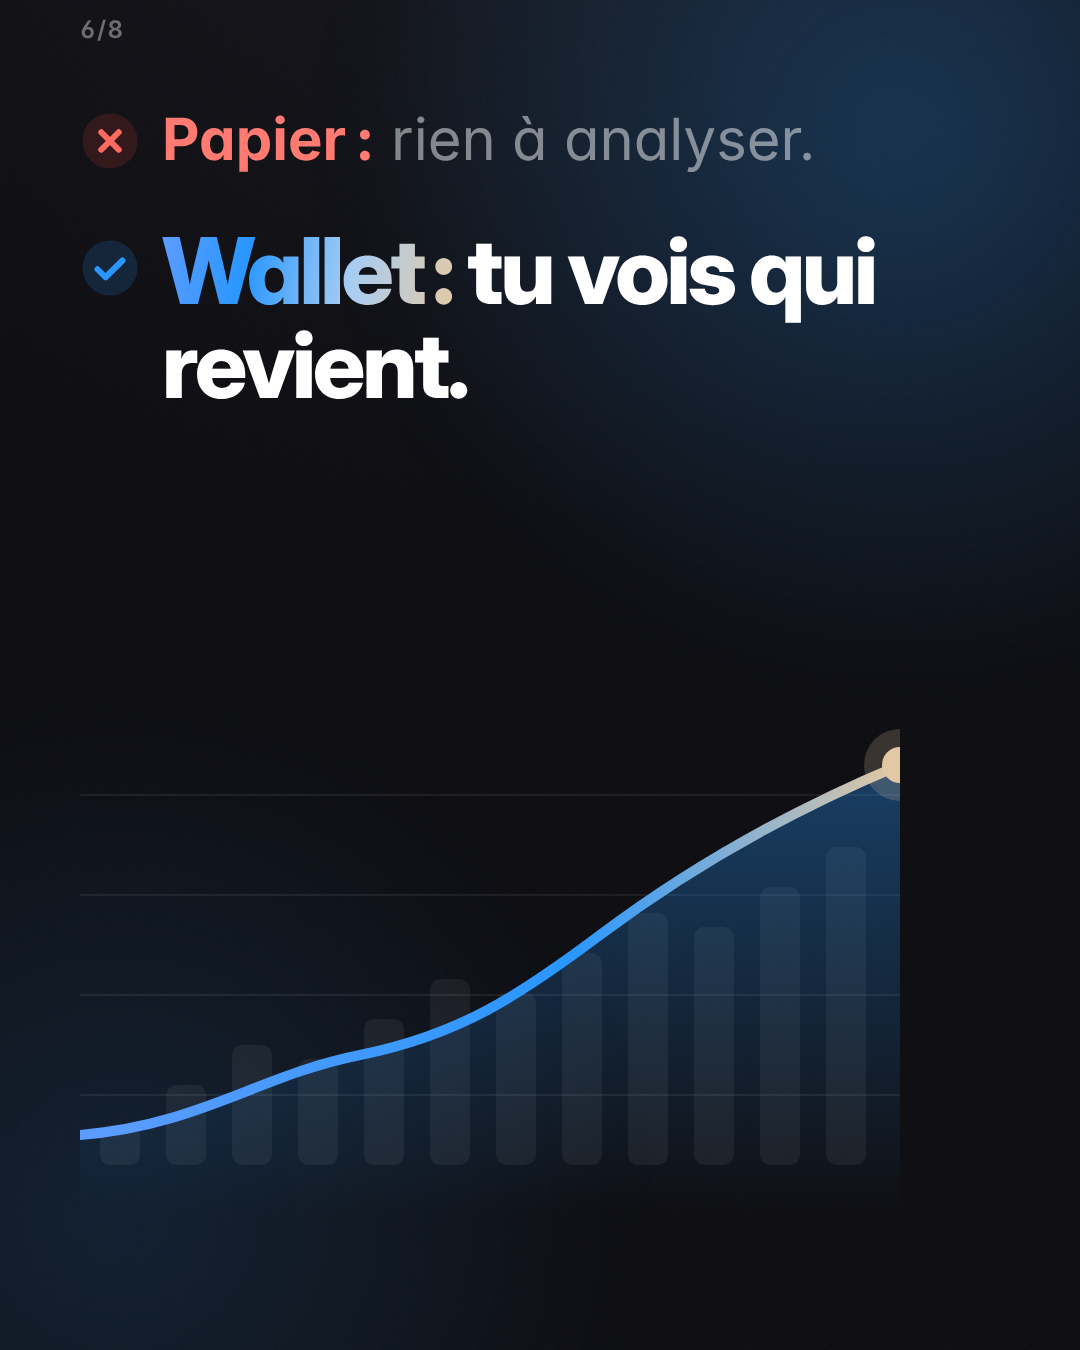 6/8
Papier : rien à analyser.
Wallet : tu vois qui
revient.